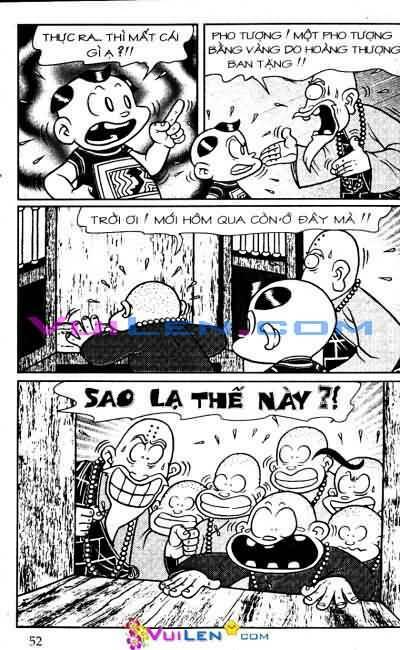 THỰC RA... THÌ MẤT CÁI
GÌ Ạ ?!!
PHO TƯỢNG ! MỘT PHO TƯỢNG
BẰNG VÀNG DO HOÀNG THƯỢNG
BAN TẶNG !!
TRỜI ƠI ! MỚI HÔM QUA CÒN Ở ĐÂY MÀ !!
VUILEN.COM
SAO LẠ THẾ NÀY ?!
52
VUILEN.COM